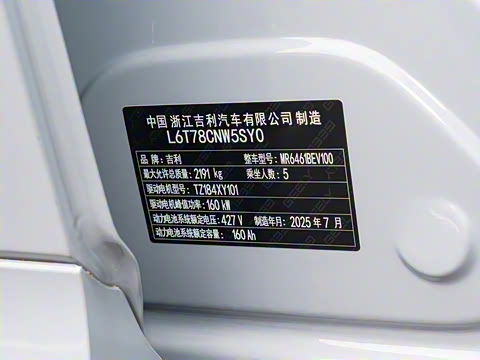 中国 浙江吉利汽车有限公司 制造
L6T78CNW5SY0
品牌：吉利 整车型号：MR6461BEV100
最大允许总质量：2191 kg 乘坐人数：5
驱动电机型号：TZ184XY101
驱动电机峰值功率：160 kW
动力电池系统额定电压：427 V 制造年月：2025 年 7 月
动力电池系统额定容量：160 Ah